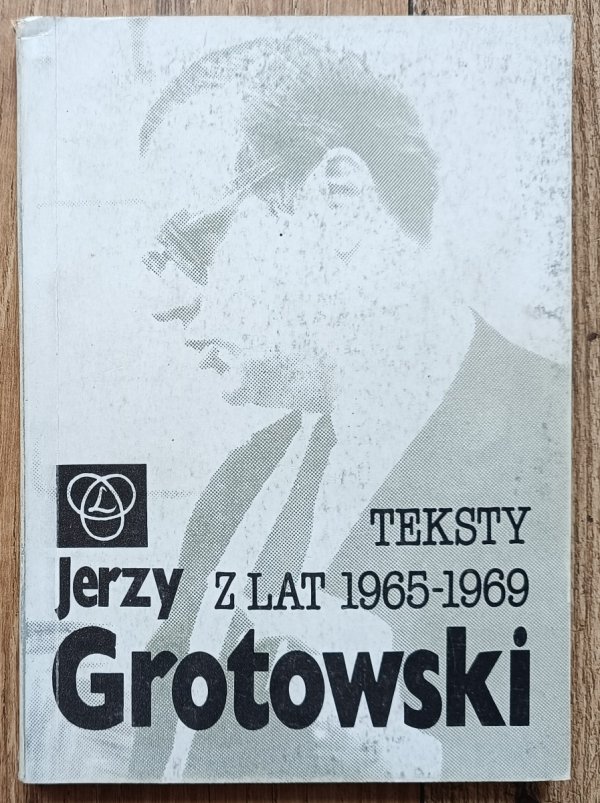 L
TEKSTY
Jerzy Z LAT 1965-1969
Grotowski